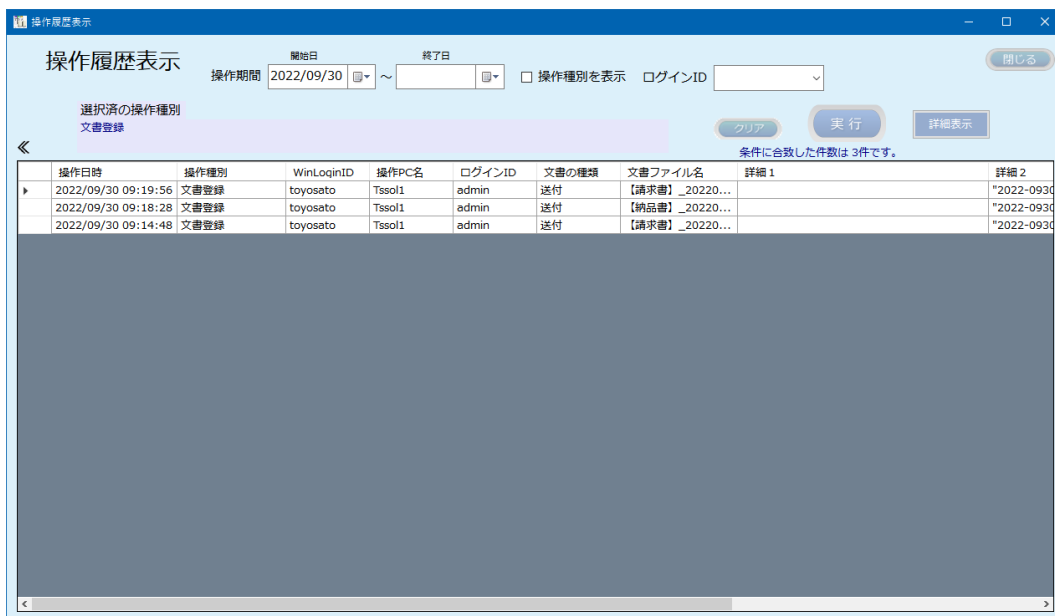 操作履歴表示
操作履歴表示
開始日 終了日
操作期間 2022/09/30 ～ 操作種別を表示 ログインID
閉じる
選択済の操作種別
文書登録
クリア 実行 詳細表示
条件に合致した件数は 3件です。
操作日時 操作種別 WinLoginID 操作PC名 ログインID 文書の種類 文書ファイル名 詳細1 詳細2
2022/09/30 09:19:56 文書登録 toyosato Tssol1 admin 送付 【請求書】_20220... "2022-0930
2022/09/30 09:18:28 文書登録 toyosato Tssol1 admin 送付 【納品書】_20220... "2022-0930
2022/09/30 09:14:48 文書登録 toyosato Tssol1 admin 送付 【請求書】_20220... "2022-0930